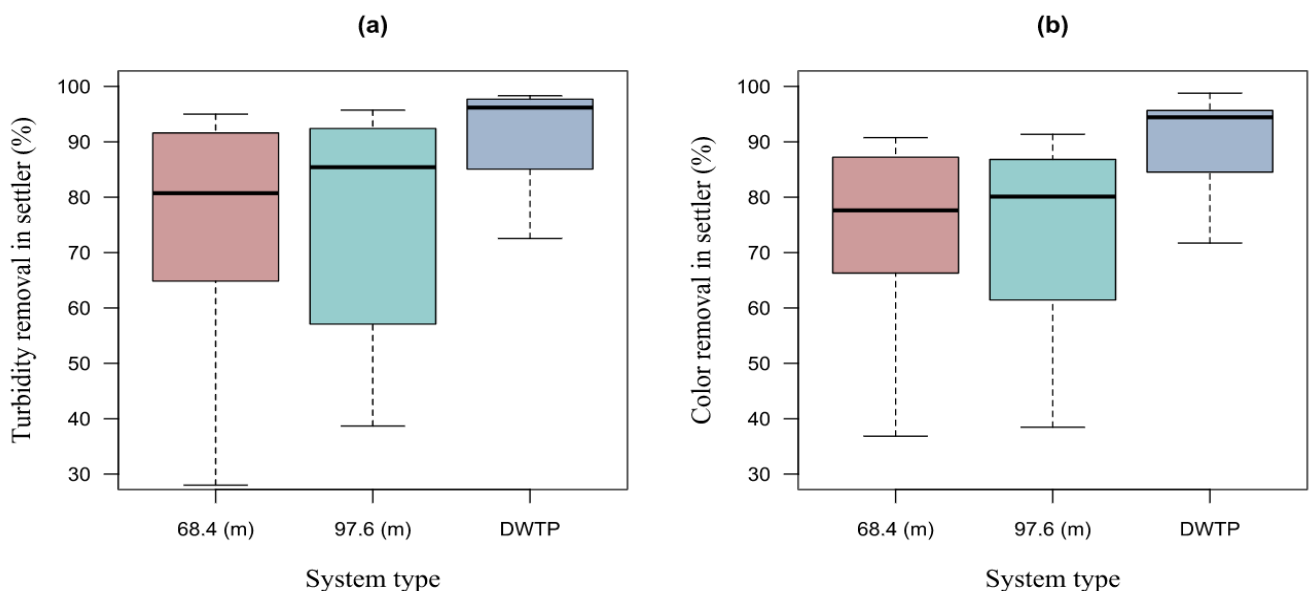 (a)
Turbidity removal in settler (%)
100
90
80
70
60
50
40
30
68.4 (m) 97.6 (m) DWTP
System type
(b)
Color removal in settler (%)
100
90
80
70
60
50
40
30
68.4 (m) 97.6 (m) DWTP
System type